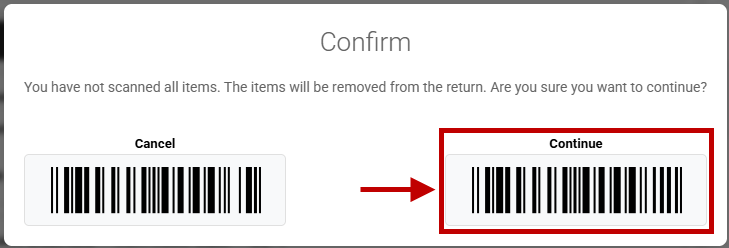 Confirm
You have not scanned all items. The items will be removed from the return. Are you sure you want to continue?
Cancel
Continue